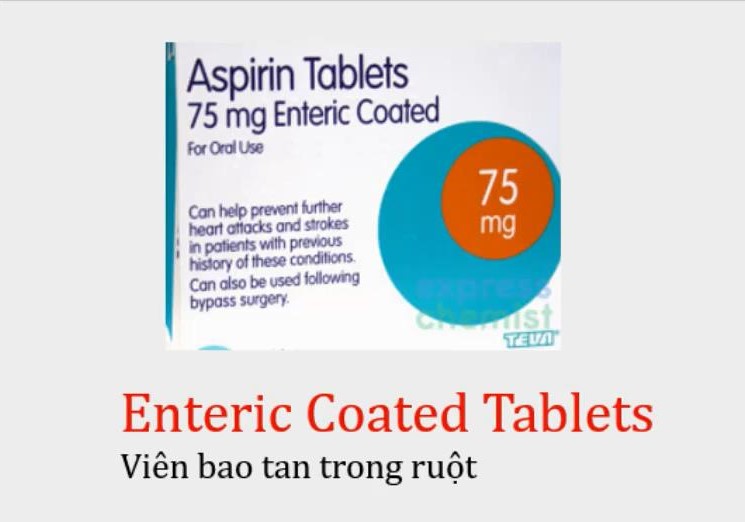 Aspirin Tablets
75 mg Enteric Coated
For Oral Use
75
mg
Can help prevent further
heart attacks and strokes
in patients with previous
history of these conditions.
Can also be used following
bypass surgery.
express
chemist
TEVA
Enteric Coated Tablets
Viên bao tan trong ruột